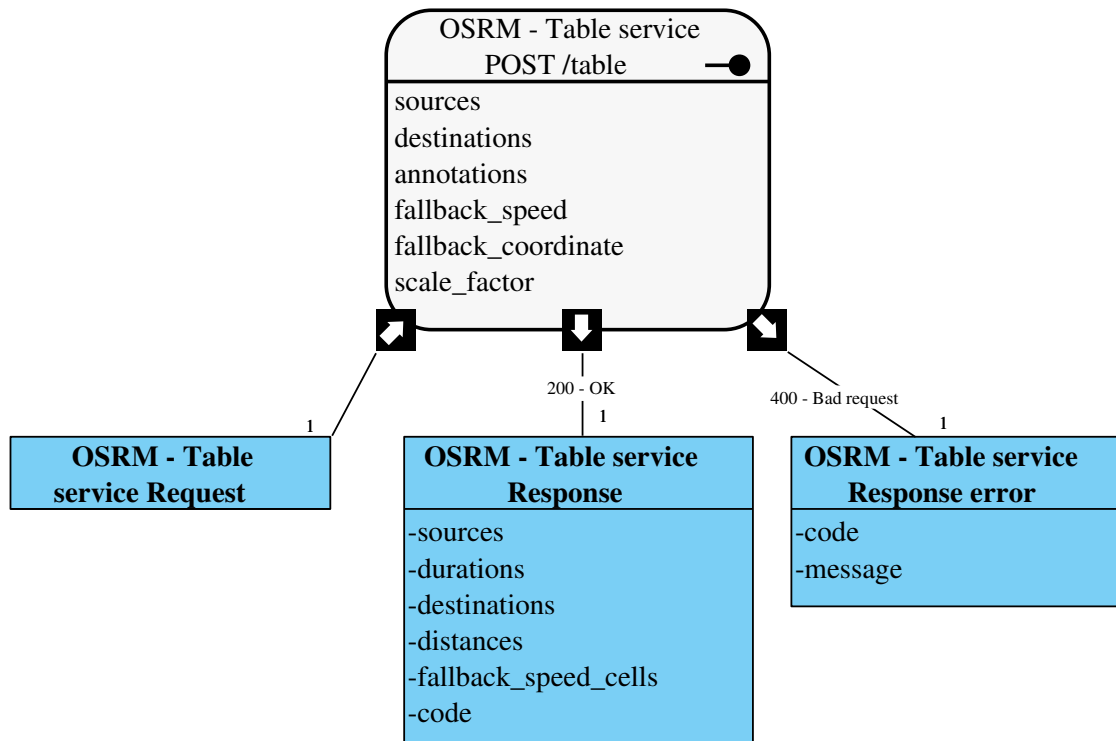 OSRM - Table service
POST /table
sources
destinations
annotations
fallback_speed
fallback_coordinate
scale_factor
200 - OK
400 - Bad request
1
1
1
OSRM - Table
service Request
OSRM - Table service
Response
-sources
-durations
-destinations
-distances
-fallback_speed_cells
-code
OSRM - Table service
Response error
-code
-message